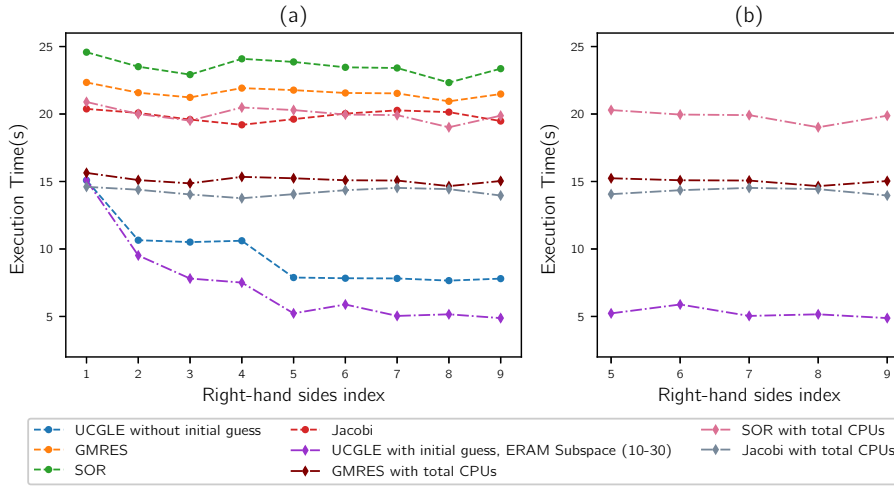 (a)
(b)
Execution Time(s)
25
20
15
10
5
1 2 3 4 5 6 7 8 9
Right-hand sides index
Execution Time(s)
25
20
15
10
5
5 6 7 8 9
Right-hand sides index
UCGLE without initial guess
GMRES
SOR
Jacobi
UCGLE with initial guess, ERAM Subspace (10-30)
GMRES with total CPUs
SOR with total CPUs
Jacobi with total CPUs